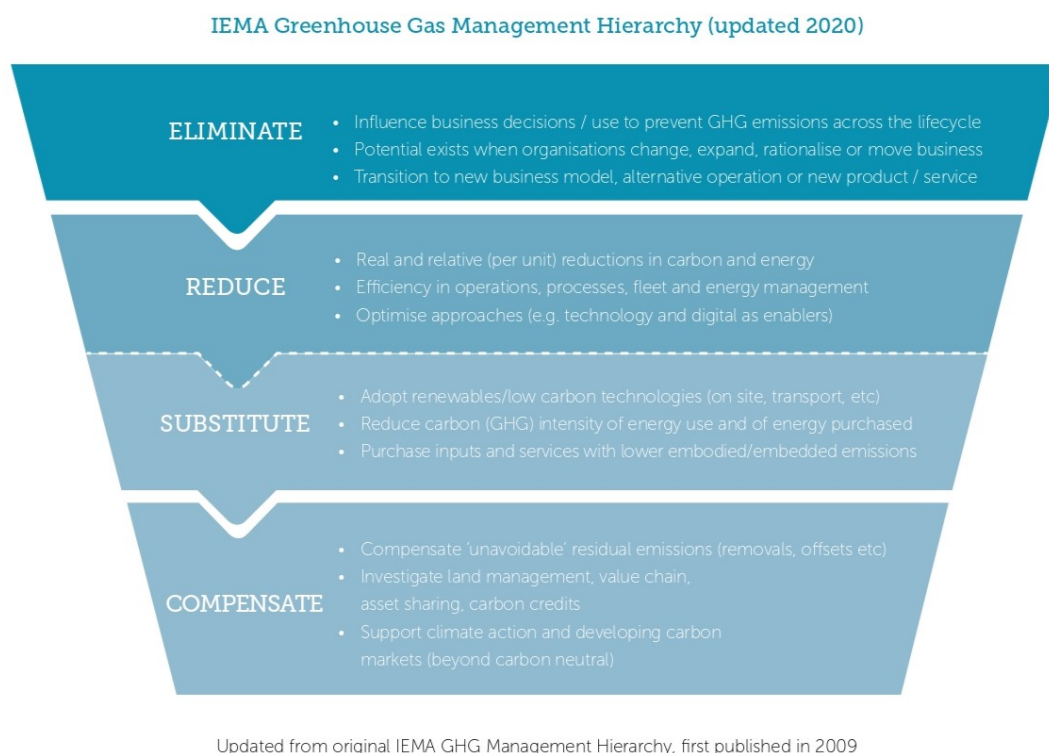 IEMA Greenhouse Gas Management Hierarchy (updated 2020)
ELIMINATE
• Influence business decisions / use to prevent GHG emissions across the lifecycle
• Potential exists when organisations change, expand, rationalise or move business
• Transition to new business model, alternative operation or new product / service
REDUCE
• Real and relative (per unit) reductions in carbon and energy
• Efficiency in operations, processes, fleet and energy management
• Optimise approaches (e.g. technology and digital as enablers)
SUBSTITUTE
• Adopt renewables/low carbon technologies (on site, transport, etc)
• Reduce carbon (GHG) intensity of energy use and of energy purchased
• Purchase inputs and services with lower embodied/embedded emissions
COMPENSATE
• Compensate ‘unavoidable’ residual emissions (removals, offsets etc)
• Investigate land management, value chain,
asset sharing, carbon credits
• Support climate action and developing carbon
markets (beyond carbon neutral)
Updated from original IEMA GHG Management Hierarchy, first published in 2009